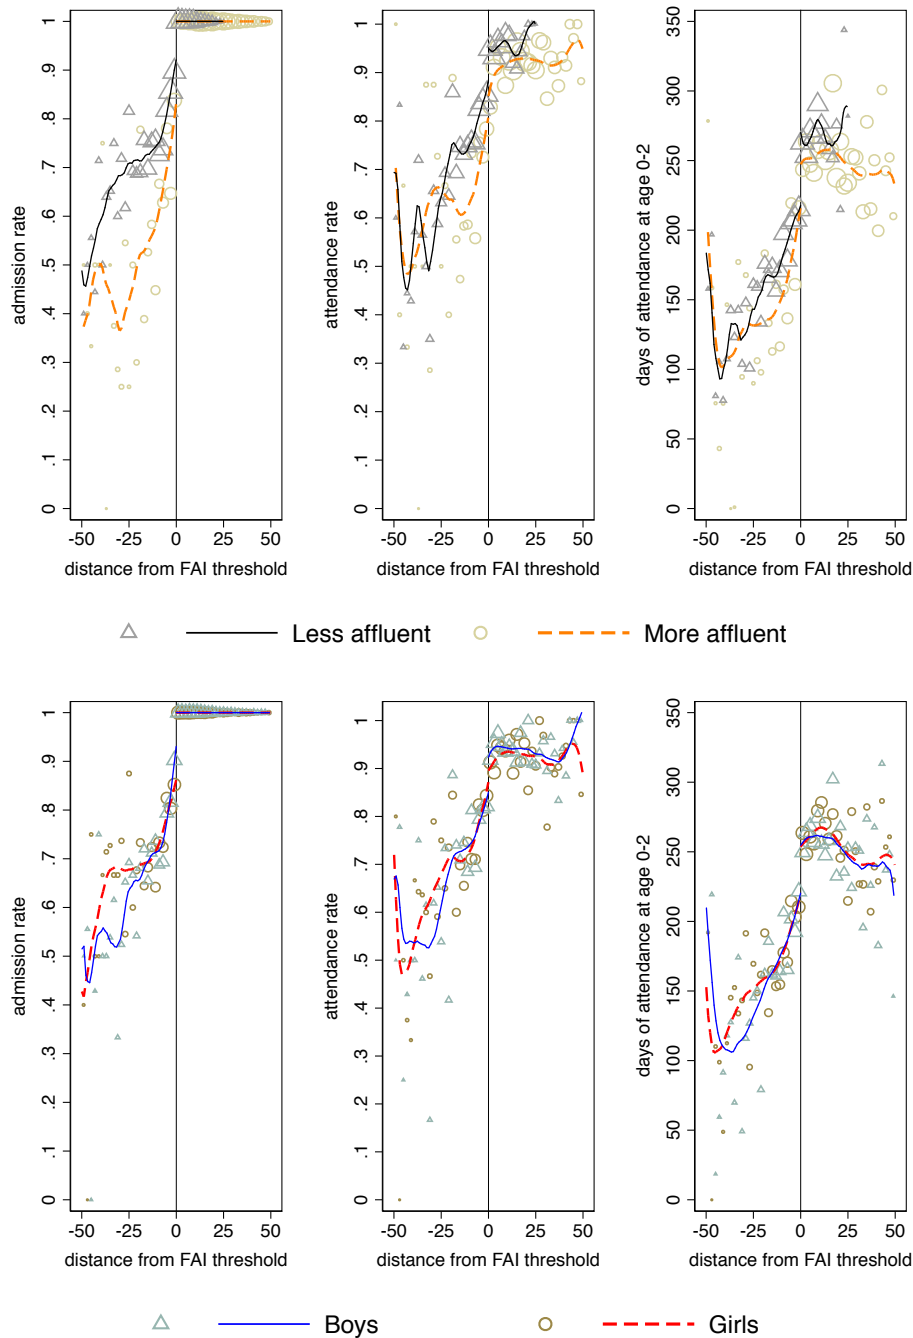 admission rate
0 .1 .2 .3 .4 .5 .6 .7 .8 .9 1
-50 -25 0 25 50
distance from FAI threshold
attendance rate
0 .1 .2 .3 .4 .5 .6 .7 .8 .9 1
-50 -25 0 25 50
distance from FAI threshold
days of attendance at age 0-2
0 50 100 150 200 250 300 350
-50 -25 0 25 50
distance from FAI threshold
Less affluent More affluent
admission rate
0 .1 .2 .3 .4 .5 .6 .7 .8 .9 1
-50 -25 0 25 50
distance from FAI threshold
attendance rate
0 .1 .2 .3 .4 .5 .6 .7 .8 .9 1
-50 -25 0 25 50
distance from FAI threshold
days of attendance at age 0-2
0 50 100 150 200 250 300 350
-50 -25 0 25 50
distance from FAI threshold
Boys Girls